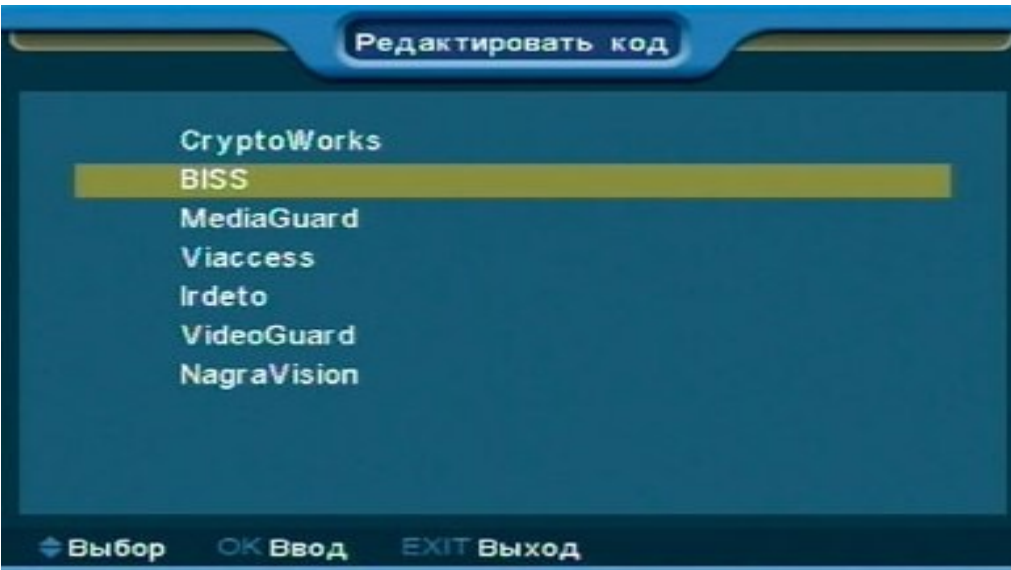 Редактировать код
CryptoWorks
BISS
MediaGuard
Viaccess
Irdeto
VideoGuard
NagraVision
Выбор OK Ввод EXIT Выход